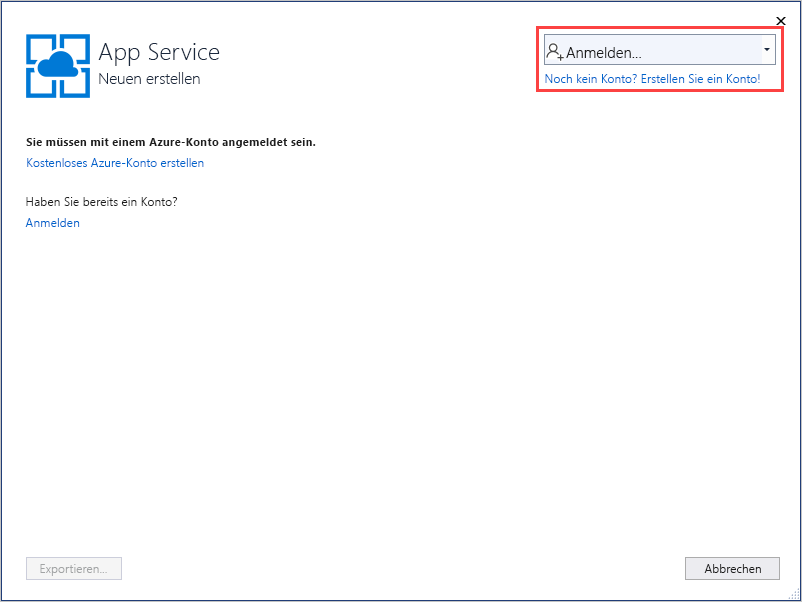 App Service
Neuen erstellen
Anmelden...
Noch kein Konto? Erstellen Sie ein Konto!
Sie müssen mit einem Azure-Konto angemeldet sein.
Kostenloses Azure-Konto erstellen
Haben Sie bereits ein Konto?
Anmelden
Exportieren...
Abbrechen